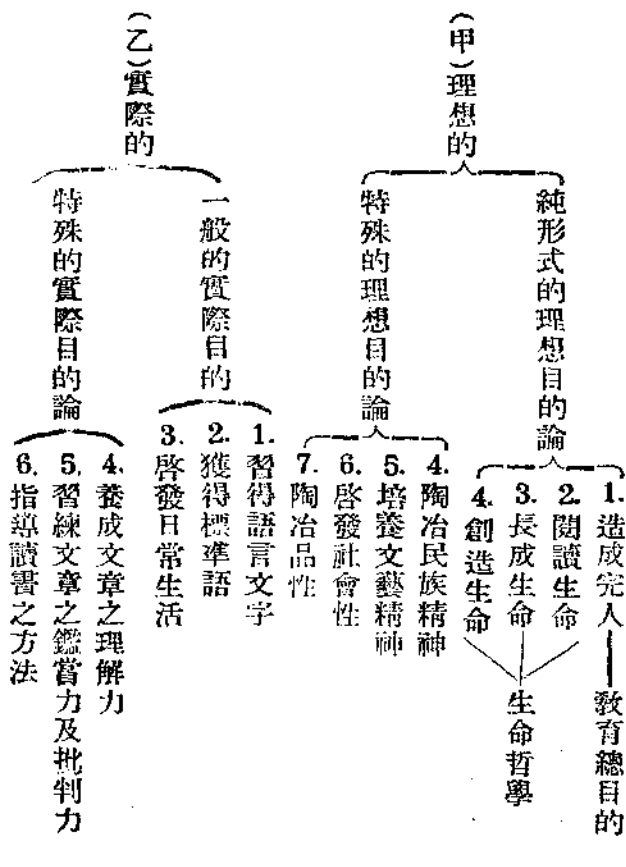 （甲）理想的
純形式的理想目的論
1.造成完人
教育總目的
2.閱讀生命
3.長成生命
4.創造生命
生命哲學
特殊的理想目的論
4.陶冶民族精神
5.培養文藝精神
6.啓發社會性
7.陶冶品性
（乙）實際的
一般的實際目的
1.習得語言文字
2.獲得標準語
3.啓發日常生活
特殊的實際目的論
4.養成文章之理解力
5.習練文章之鑑賞力及批判力
6.指導讀書之方法